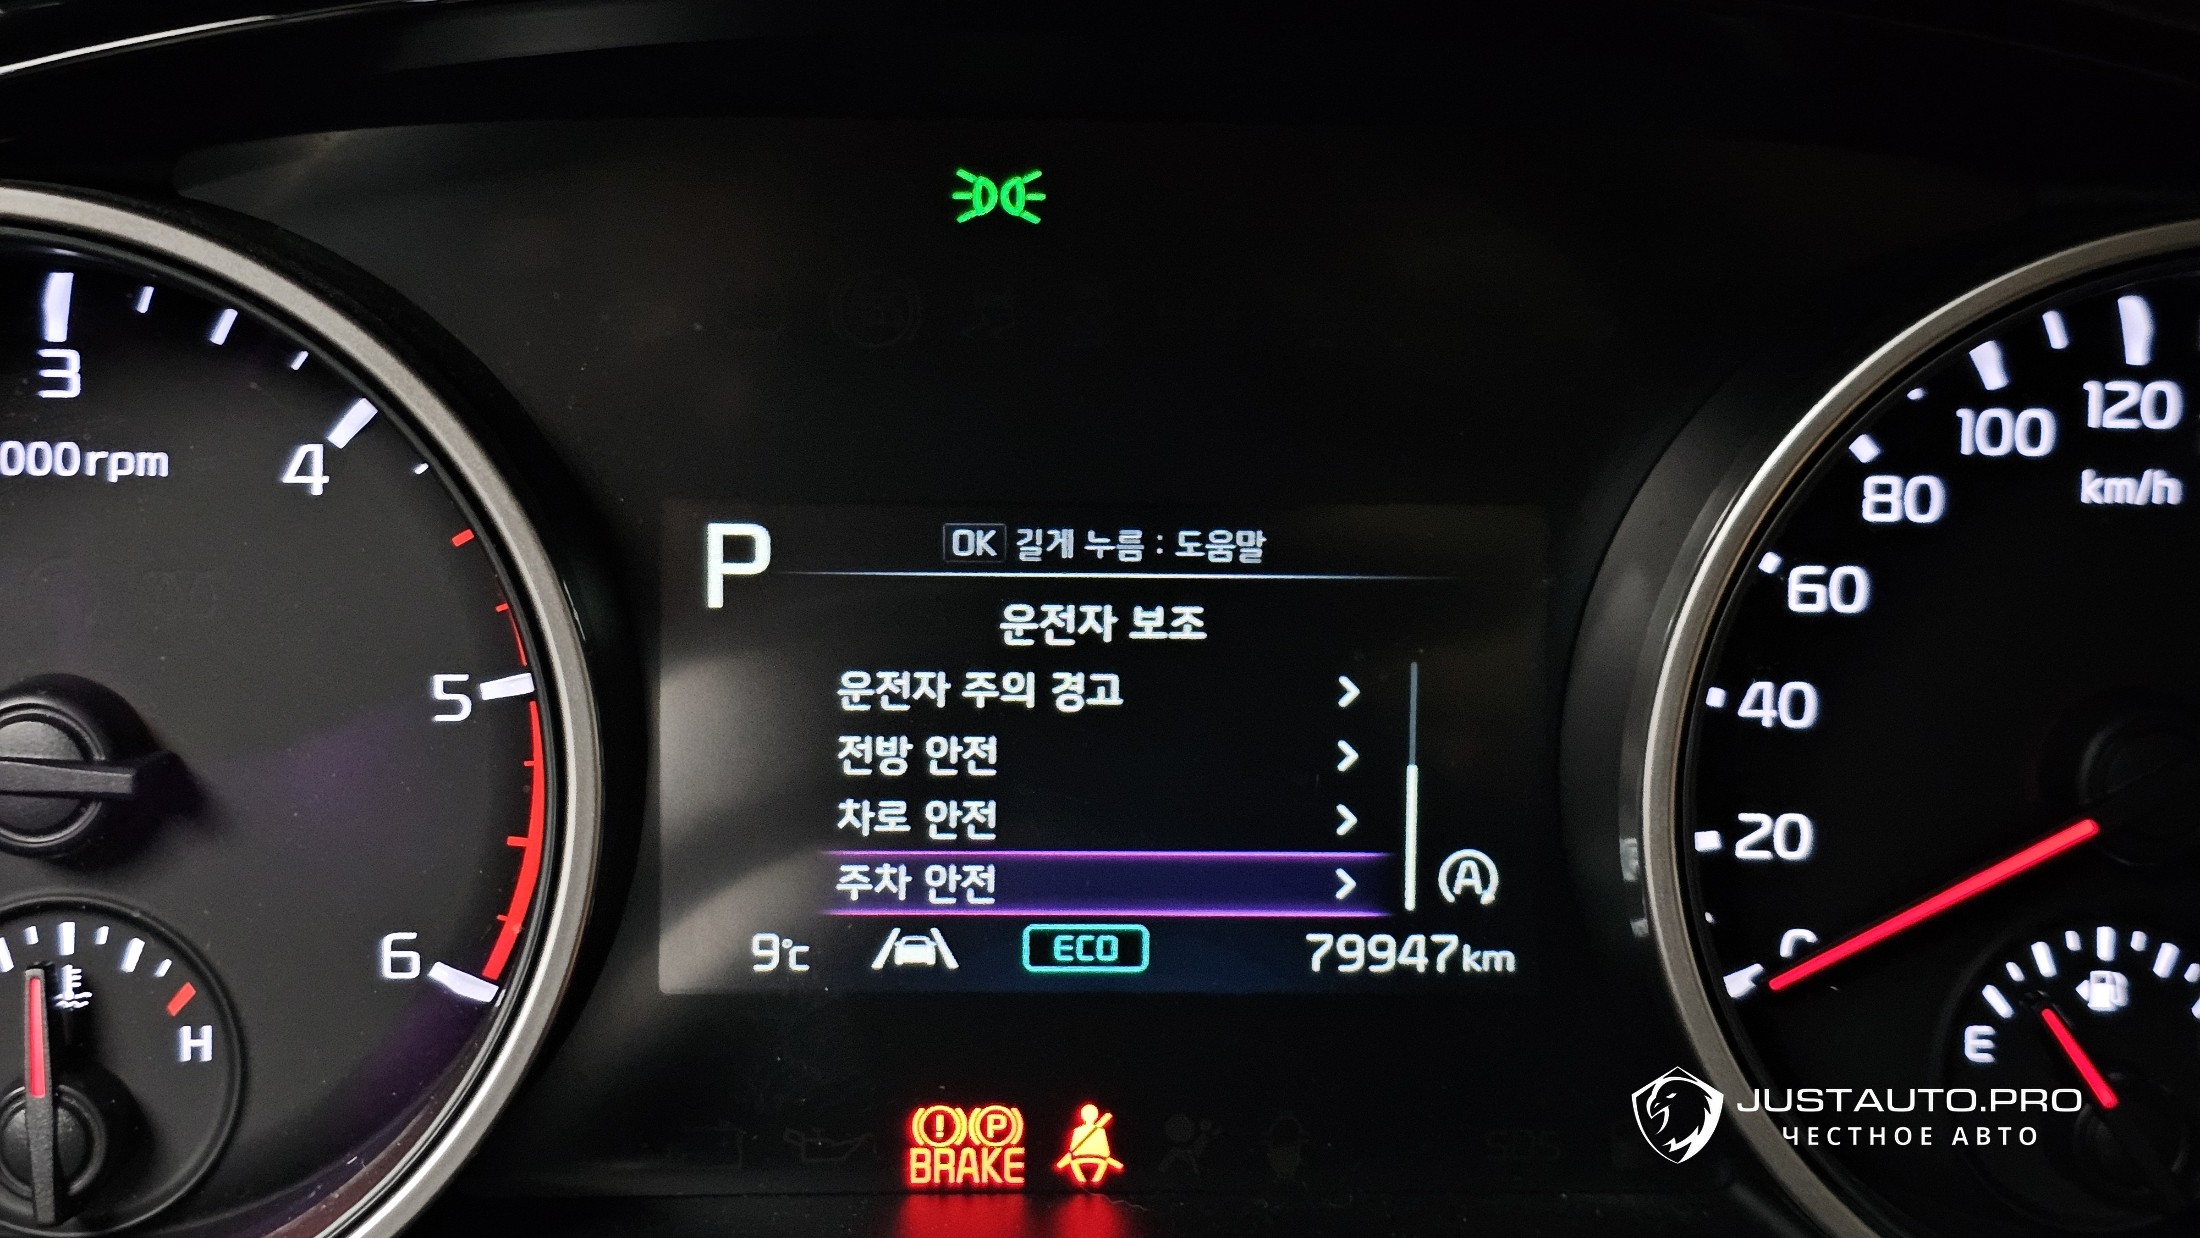 3
000rpm
4
5
6
H
P
OK 길게 누름 : 도움말
운전자 보조
운전자 주의 경고
전방 안전
차로 안전
주차 안전
A
9℃
ECO
79947km
120
100
km/h
80
60
40
20
0
E
! P
BRAKE
JUSTAUTO.PRO
ЧЕСТНОЕ АВТО